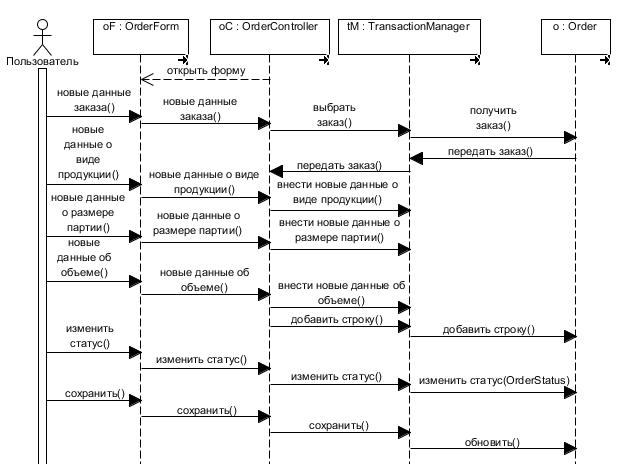 oF : OrderForm
oC : OrderController
tM : TransactionManager
o : Order
Пользователь
открыть форму
новые данные
заказа()
новые данные
заказа()
выбрать
заказ()
получить
заказ()
передать заказ()
передать заказ()
новые
данные о
виде
продукции()
новые данные о виде
продукции()
внести новые данные о
виде продукции()
новые данные
о размере
партии()
новые данные о
размере партии()
внести новые данные о
размере партии()
новые
данные об
объеме()
новые данные об
объеме()
внести новые данные об
объеме()
добавить строку()
добавить строку()
изменить
статус()
изменить статус()
изменить статус()
изменить статус(OrderStatus)
сохранить()
сохранить()
сохранить()
обновить()